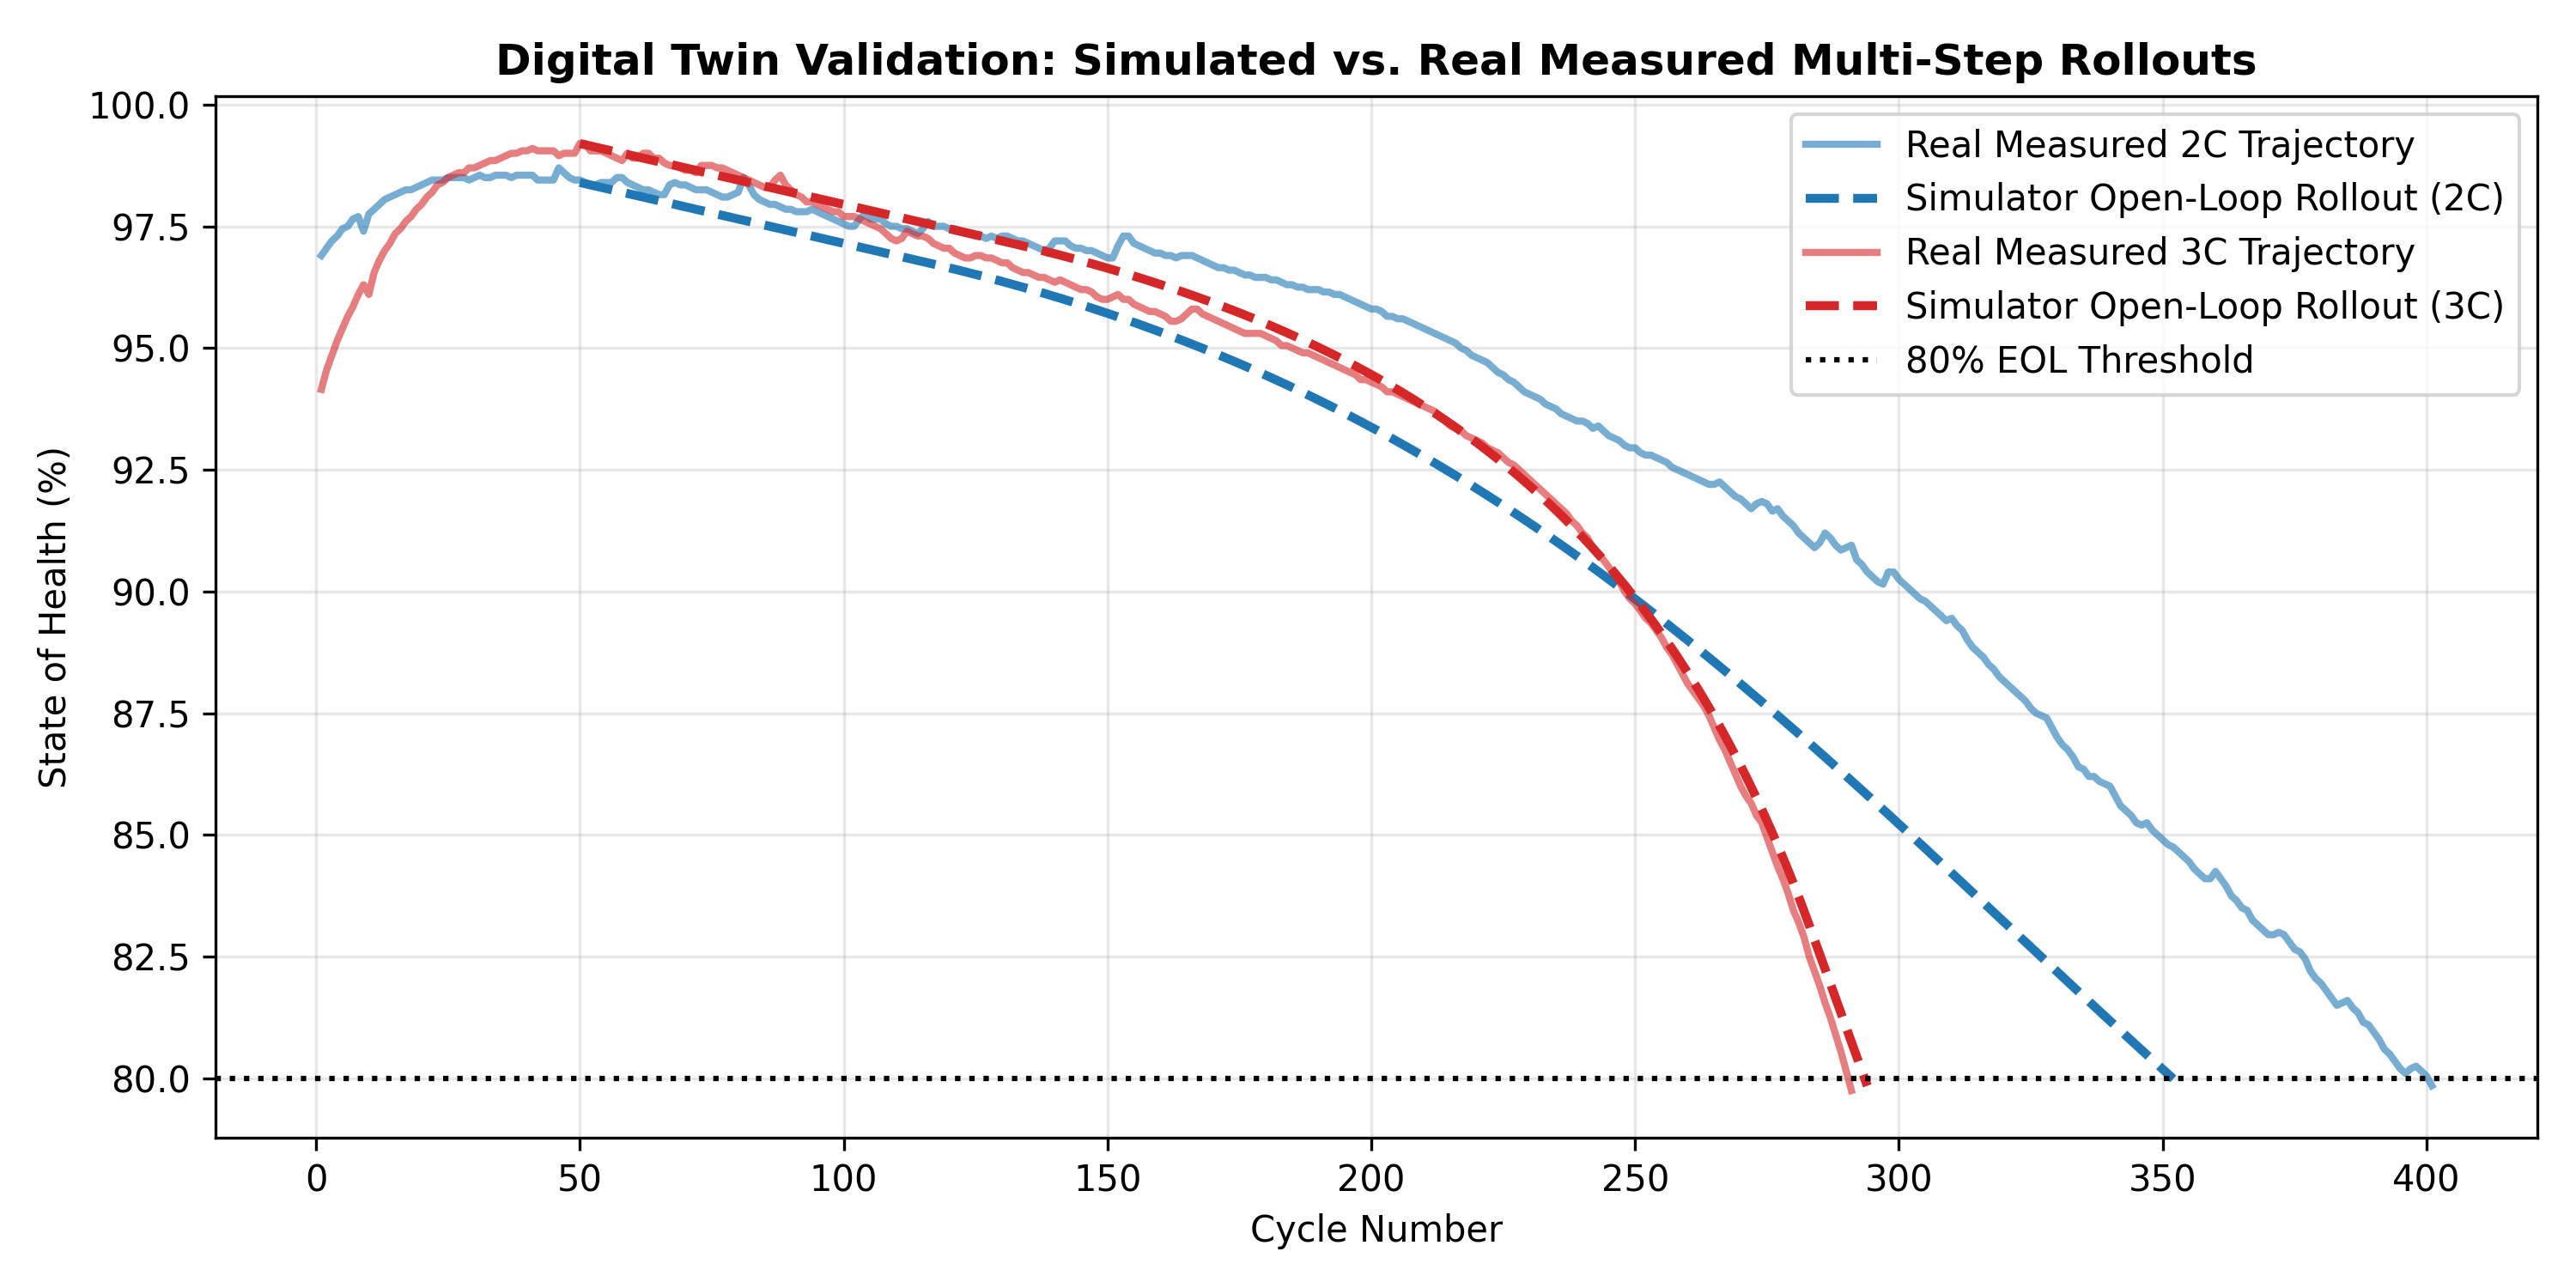 Digital Twin Validation: Simulated vs. Real Measured Multi-Step Rollouts
State of Health (%)
100.0
97.5
95.0
92.5
90.0
87.5
85.0
82.5
80.0
Real Measured 2C Trajectory
Simulator Open-Loop Rollout (2C)
Real Measured 3C Trajectory
Simulator Open-Loop Rollout (3C)
80% EOL Threshold
0 50 100 150 200 250 300 350 400
Cycle Number